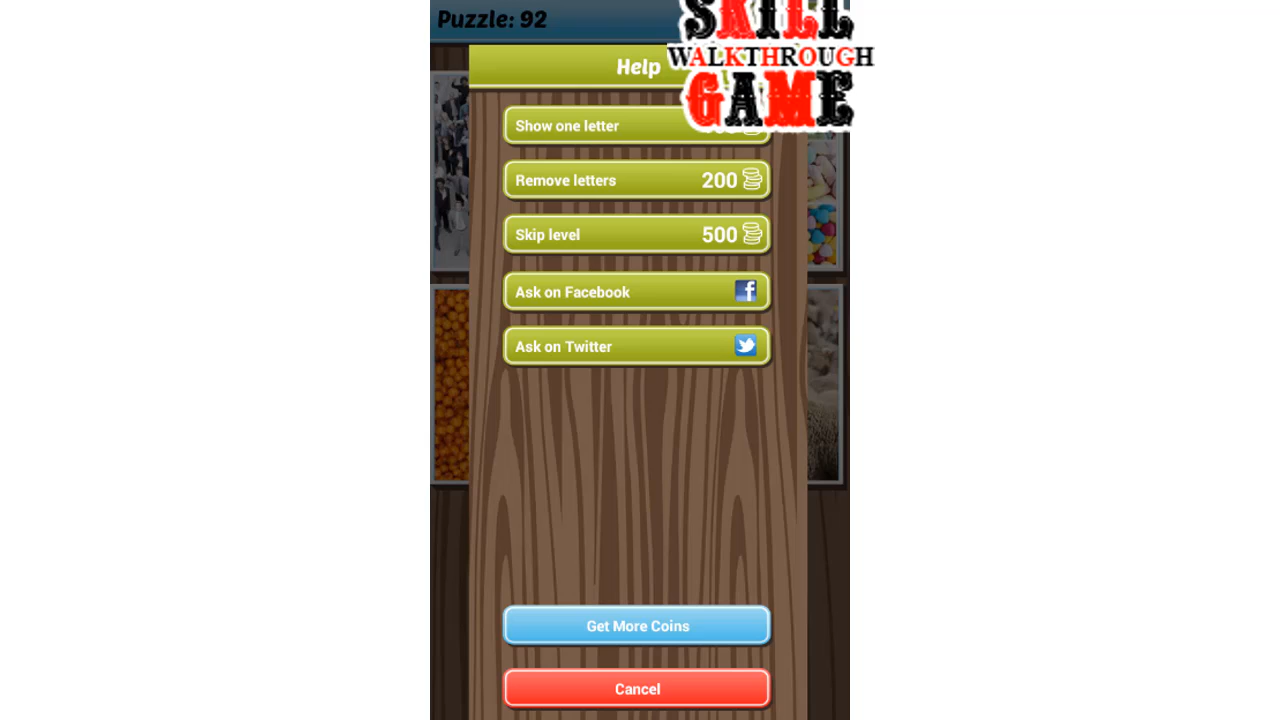 Puzzle: 92
SKILL
WALKTHROUGH
GAME
Help
Show one letter
Remove letters 200
Skip level 500
Ask on Facebook
f
Ask on Twitter
Get More Coins
Cancel